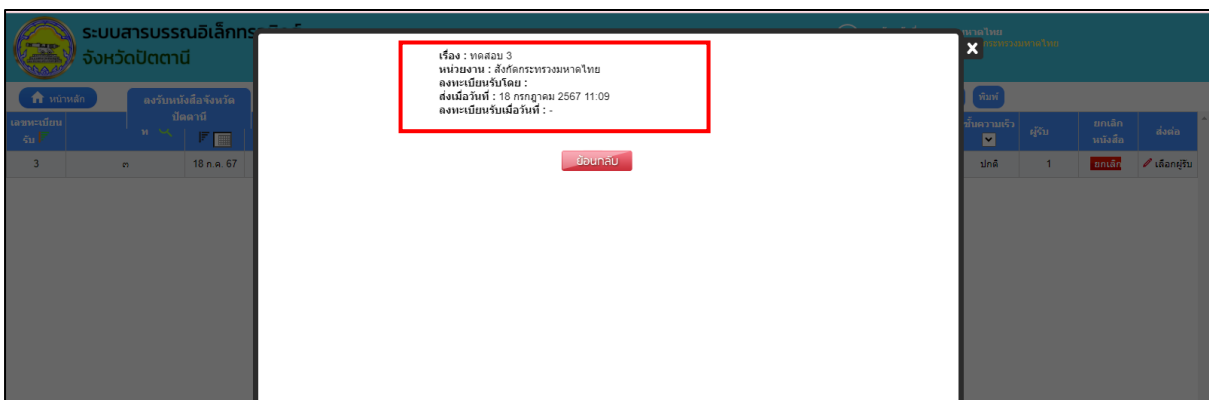 ระบบสารบรรณอิเล็กทรอนิกส์
จังหวัดปัตตานี
หาดไทย
กระทรวงมหาดไทย
เรื่อง : ทดสอบ 3
หน่วยงาน : สังกัดกระทรวงมหาดไทย
ลงทะเบียนรับโดย :
ส่งเมื่อวันที่ : 18 กรกฎาคม 2567 11:09
ลงทะเบียนรับเมื่อวันที่ : -
ย้อนกลับ
หน้าหลัก
ลงรับหนังสือจังหวัด
ปัตตานี
พิมพ์
เลขทะเบียน
รับ
ท
ชั้นความเร็ว
ผู้รับ
ยกเลิก
หนังสือ
ส่งต่อ
3 ๓ 18 ก.ค. 67 ปกติ 1 ยกเลิก เลือกผู้รับ